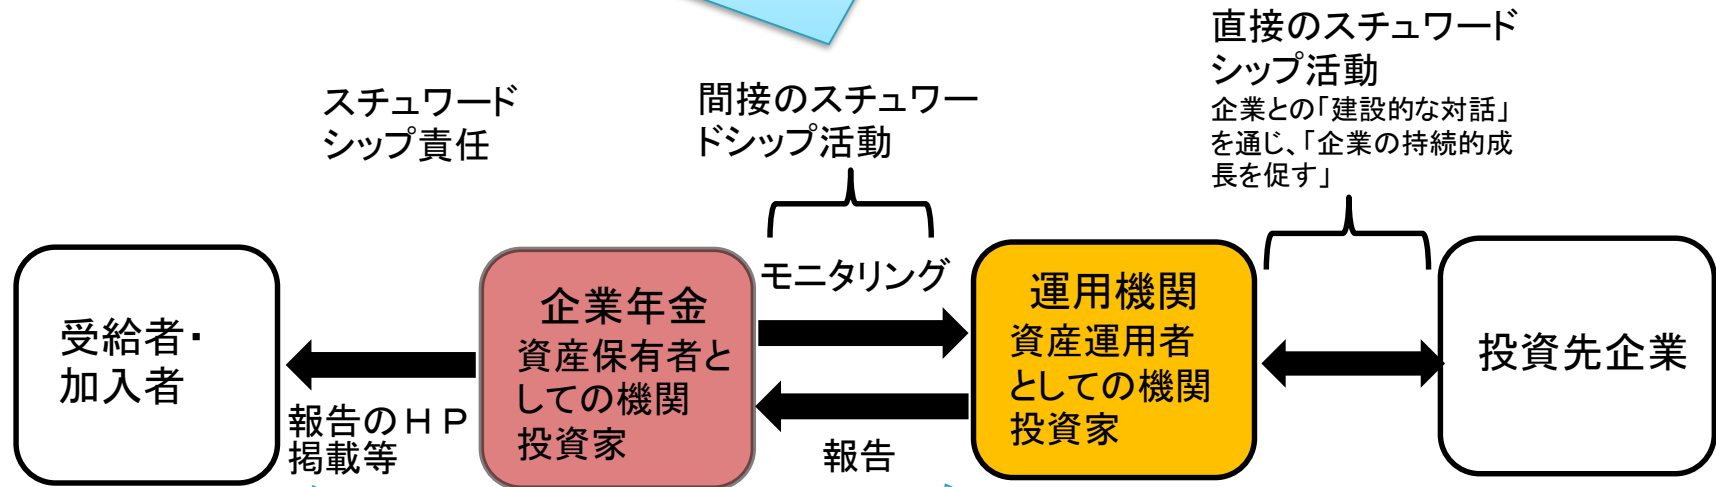 スチュワード
シップ責任
間接のスチュワー
ドシップ活動
直接のスチュワード
シップ活動
企業との「建設的な対話」
を通じ、「企業の持続的成
長を促す」
受給者・
加入者
報告のＨＰ
掲載等
企業年金
資産保有者と
しての機関
投資家
モニタリング
報告
運用機関
資産運用者
としての機関
投資家
投資先企業